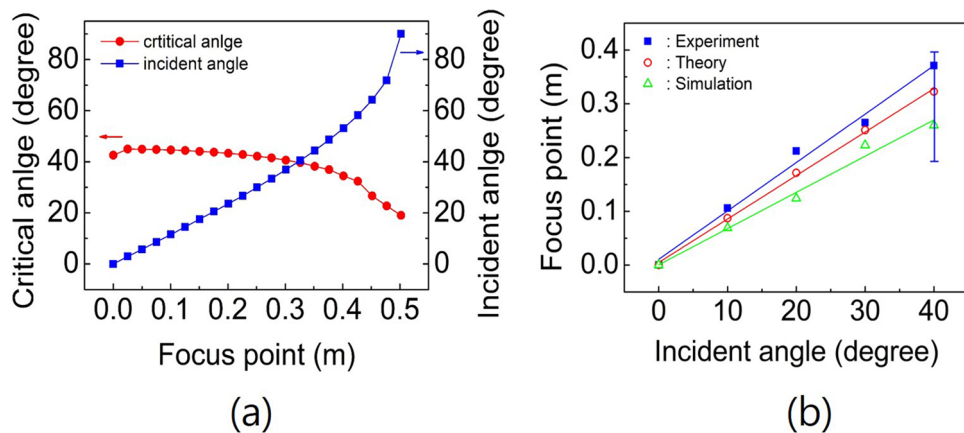 crtitical anlge
incident angle
Critical anlge (degree)
80
60
40
20
0
80
60
40
20
0
Incident anlge (degree)
0.0 0.1 0.2 0.3 0.4 0.5
Focus point (m)
(a)
: Experiment
: Theory
: Simulation
Focus point (m)
0.4
0.3
0.2
0.1
0.0
0 10 20 30 40
Incident angle (degree)
(b)